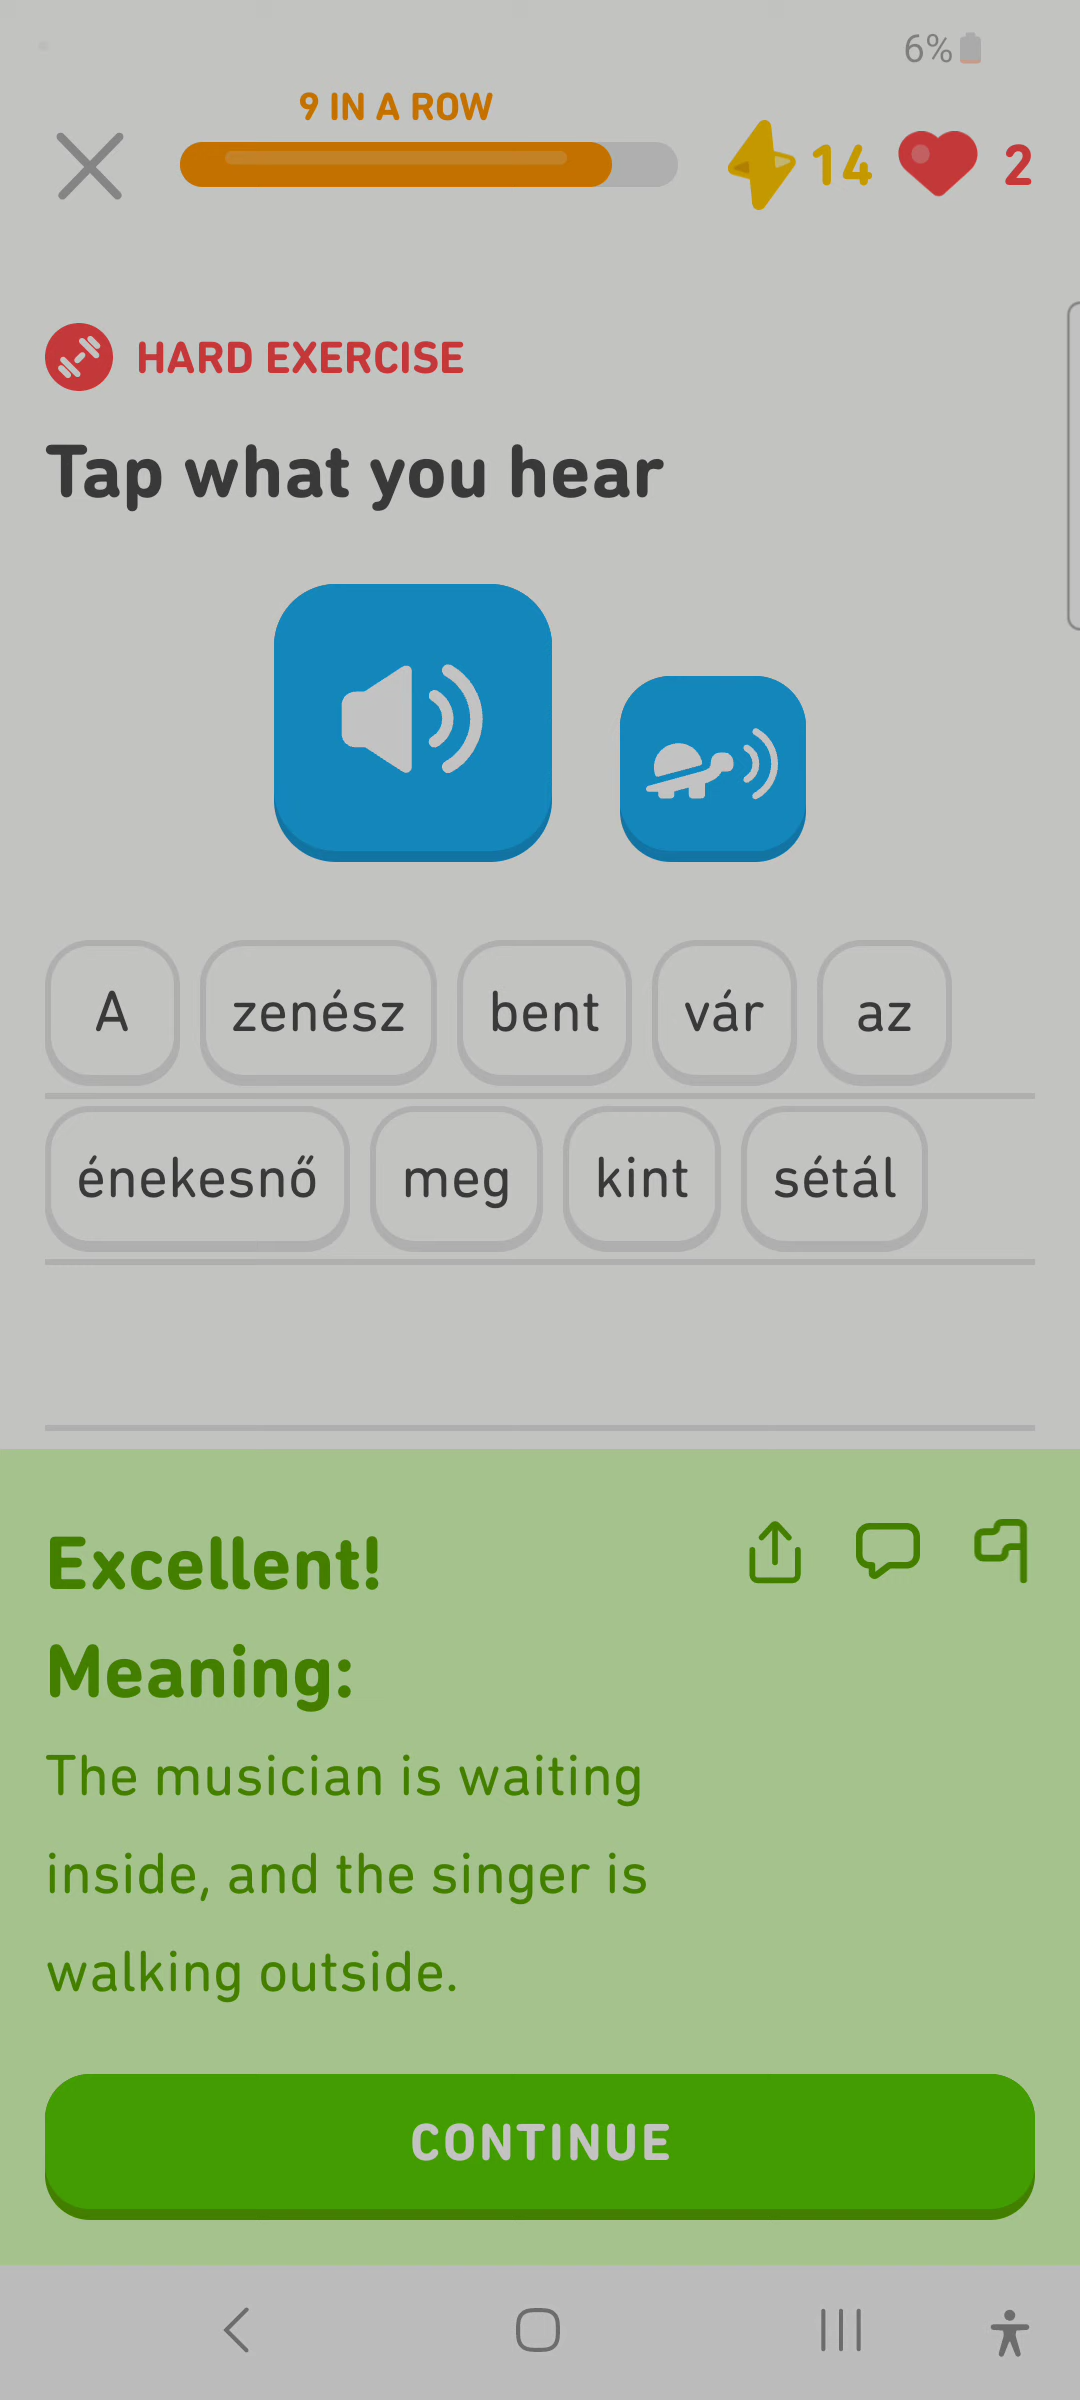 6%
9 IN A ROW
14
2
HARD EXERCISE
Tap what you hear
A zenész bent vár az
énekesnő meg kint sétál
Excellent!
Meaning:
The musician is waiting
inside, and the singer is
walking outside.
CONTINUE